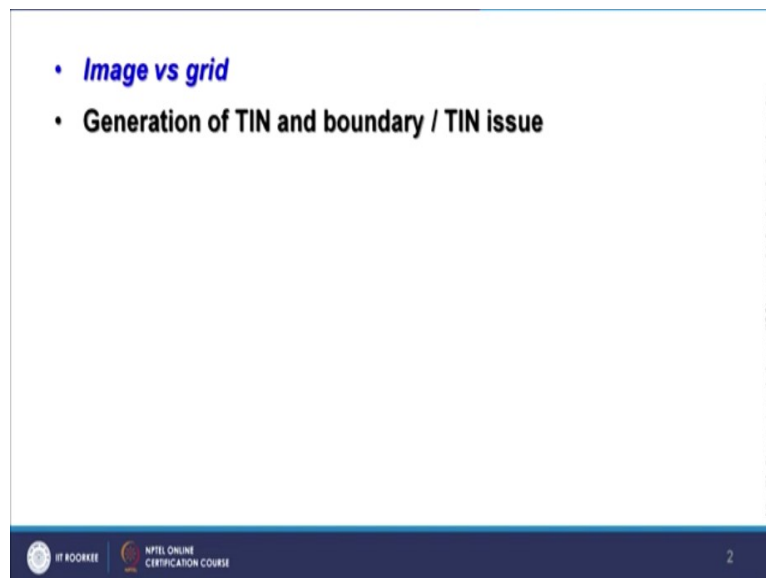 • Image vs grid
• Generation of TIN and boundary / TIN issue
IIT ROORKEE
NPTEL ONLINE
CERTIFICATION COURSE
2